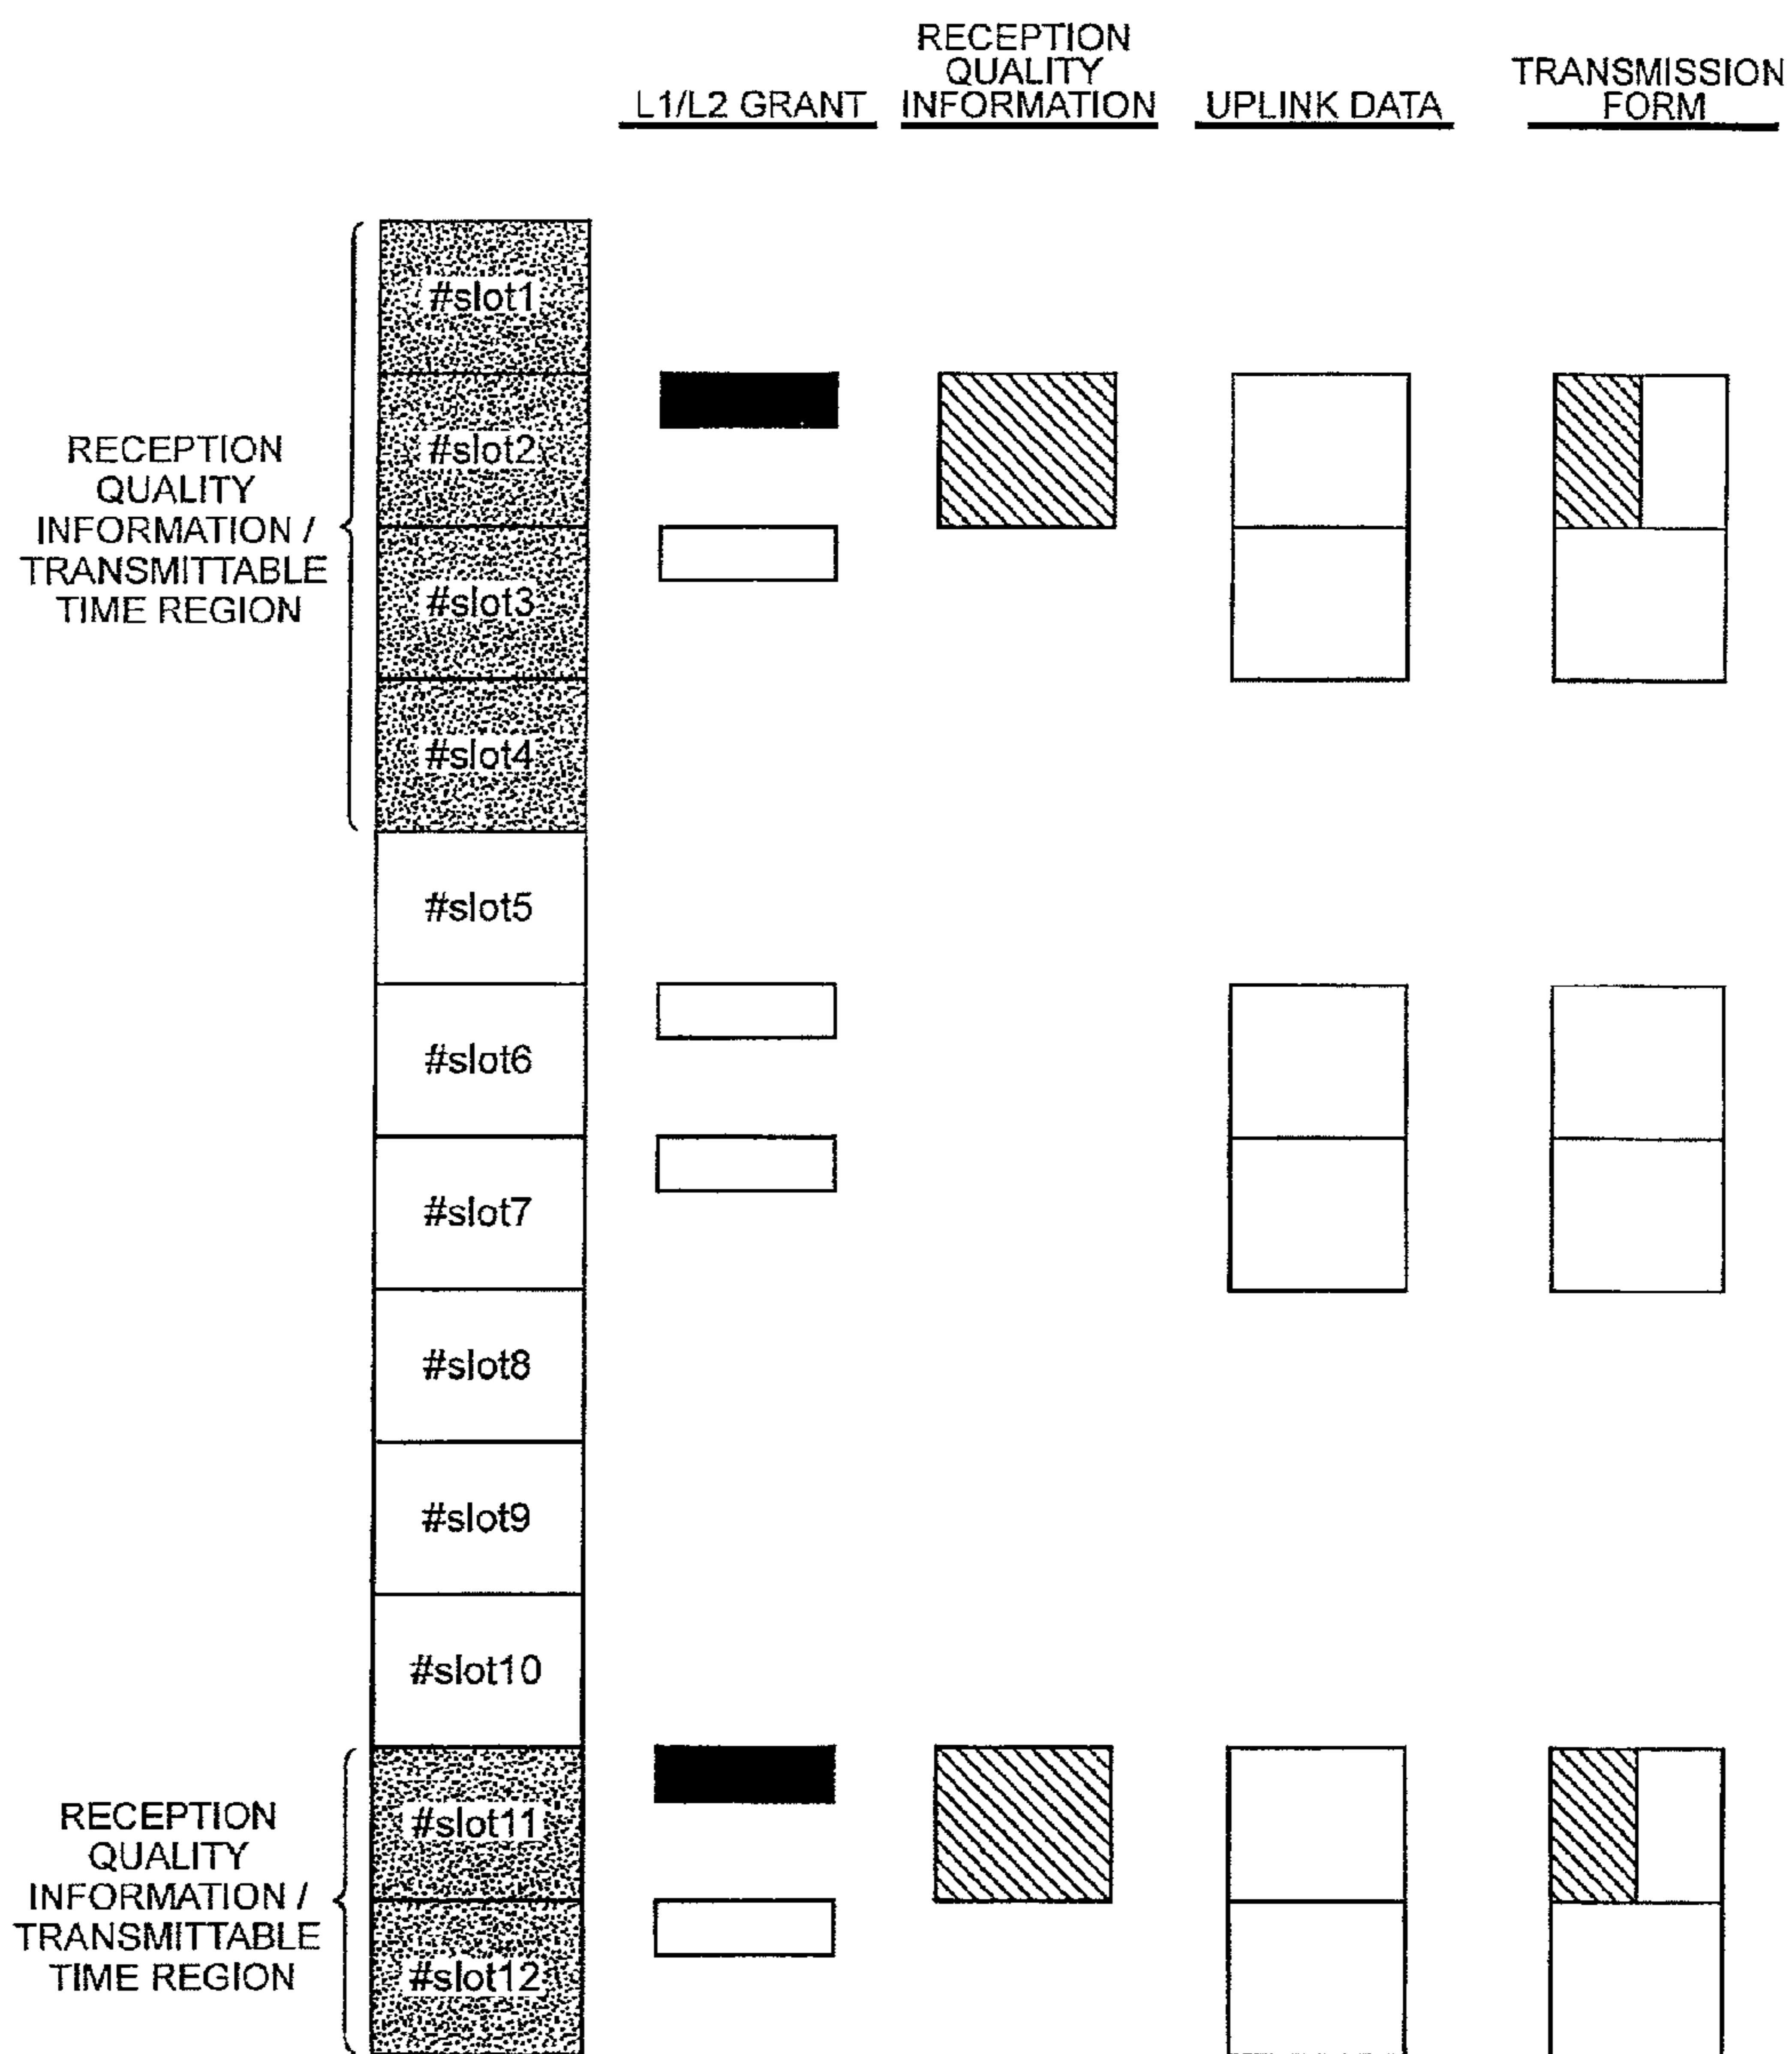 RECEPTION
QUALITY
INFORMATION
L1/L2 GRANT
UPLINK DATA
TRANSMISSION
FORM
RECEPTION
QUALITY
INFORMATION /
TRANSMITTABLE
TIME REGION
#slot1
#slot2
#slot3
#slot4
#slot5
#slot6
#slot7
#slot8
#slot9
#slot10
RECEPTION
QUALITY
INFORMATION /
TRANSMITTABLE
TIME REGION
#slot11
#slot12